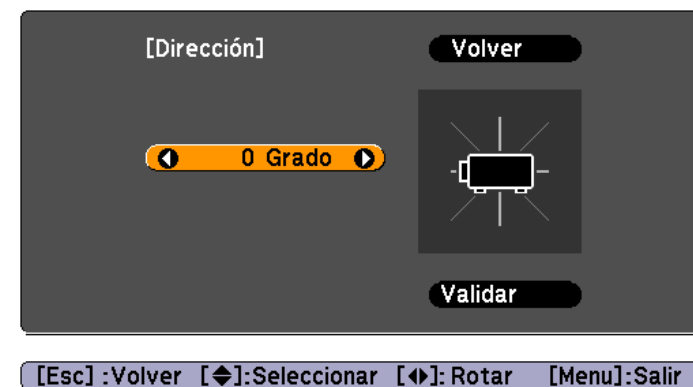 [Dirección] Volver
0 Grado
Validar
[Esc] :Volver [◆]:Seleccionar [◀▶]: Rotar [Menu]:Salir